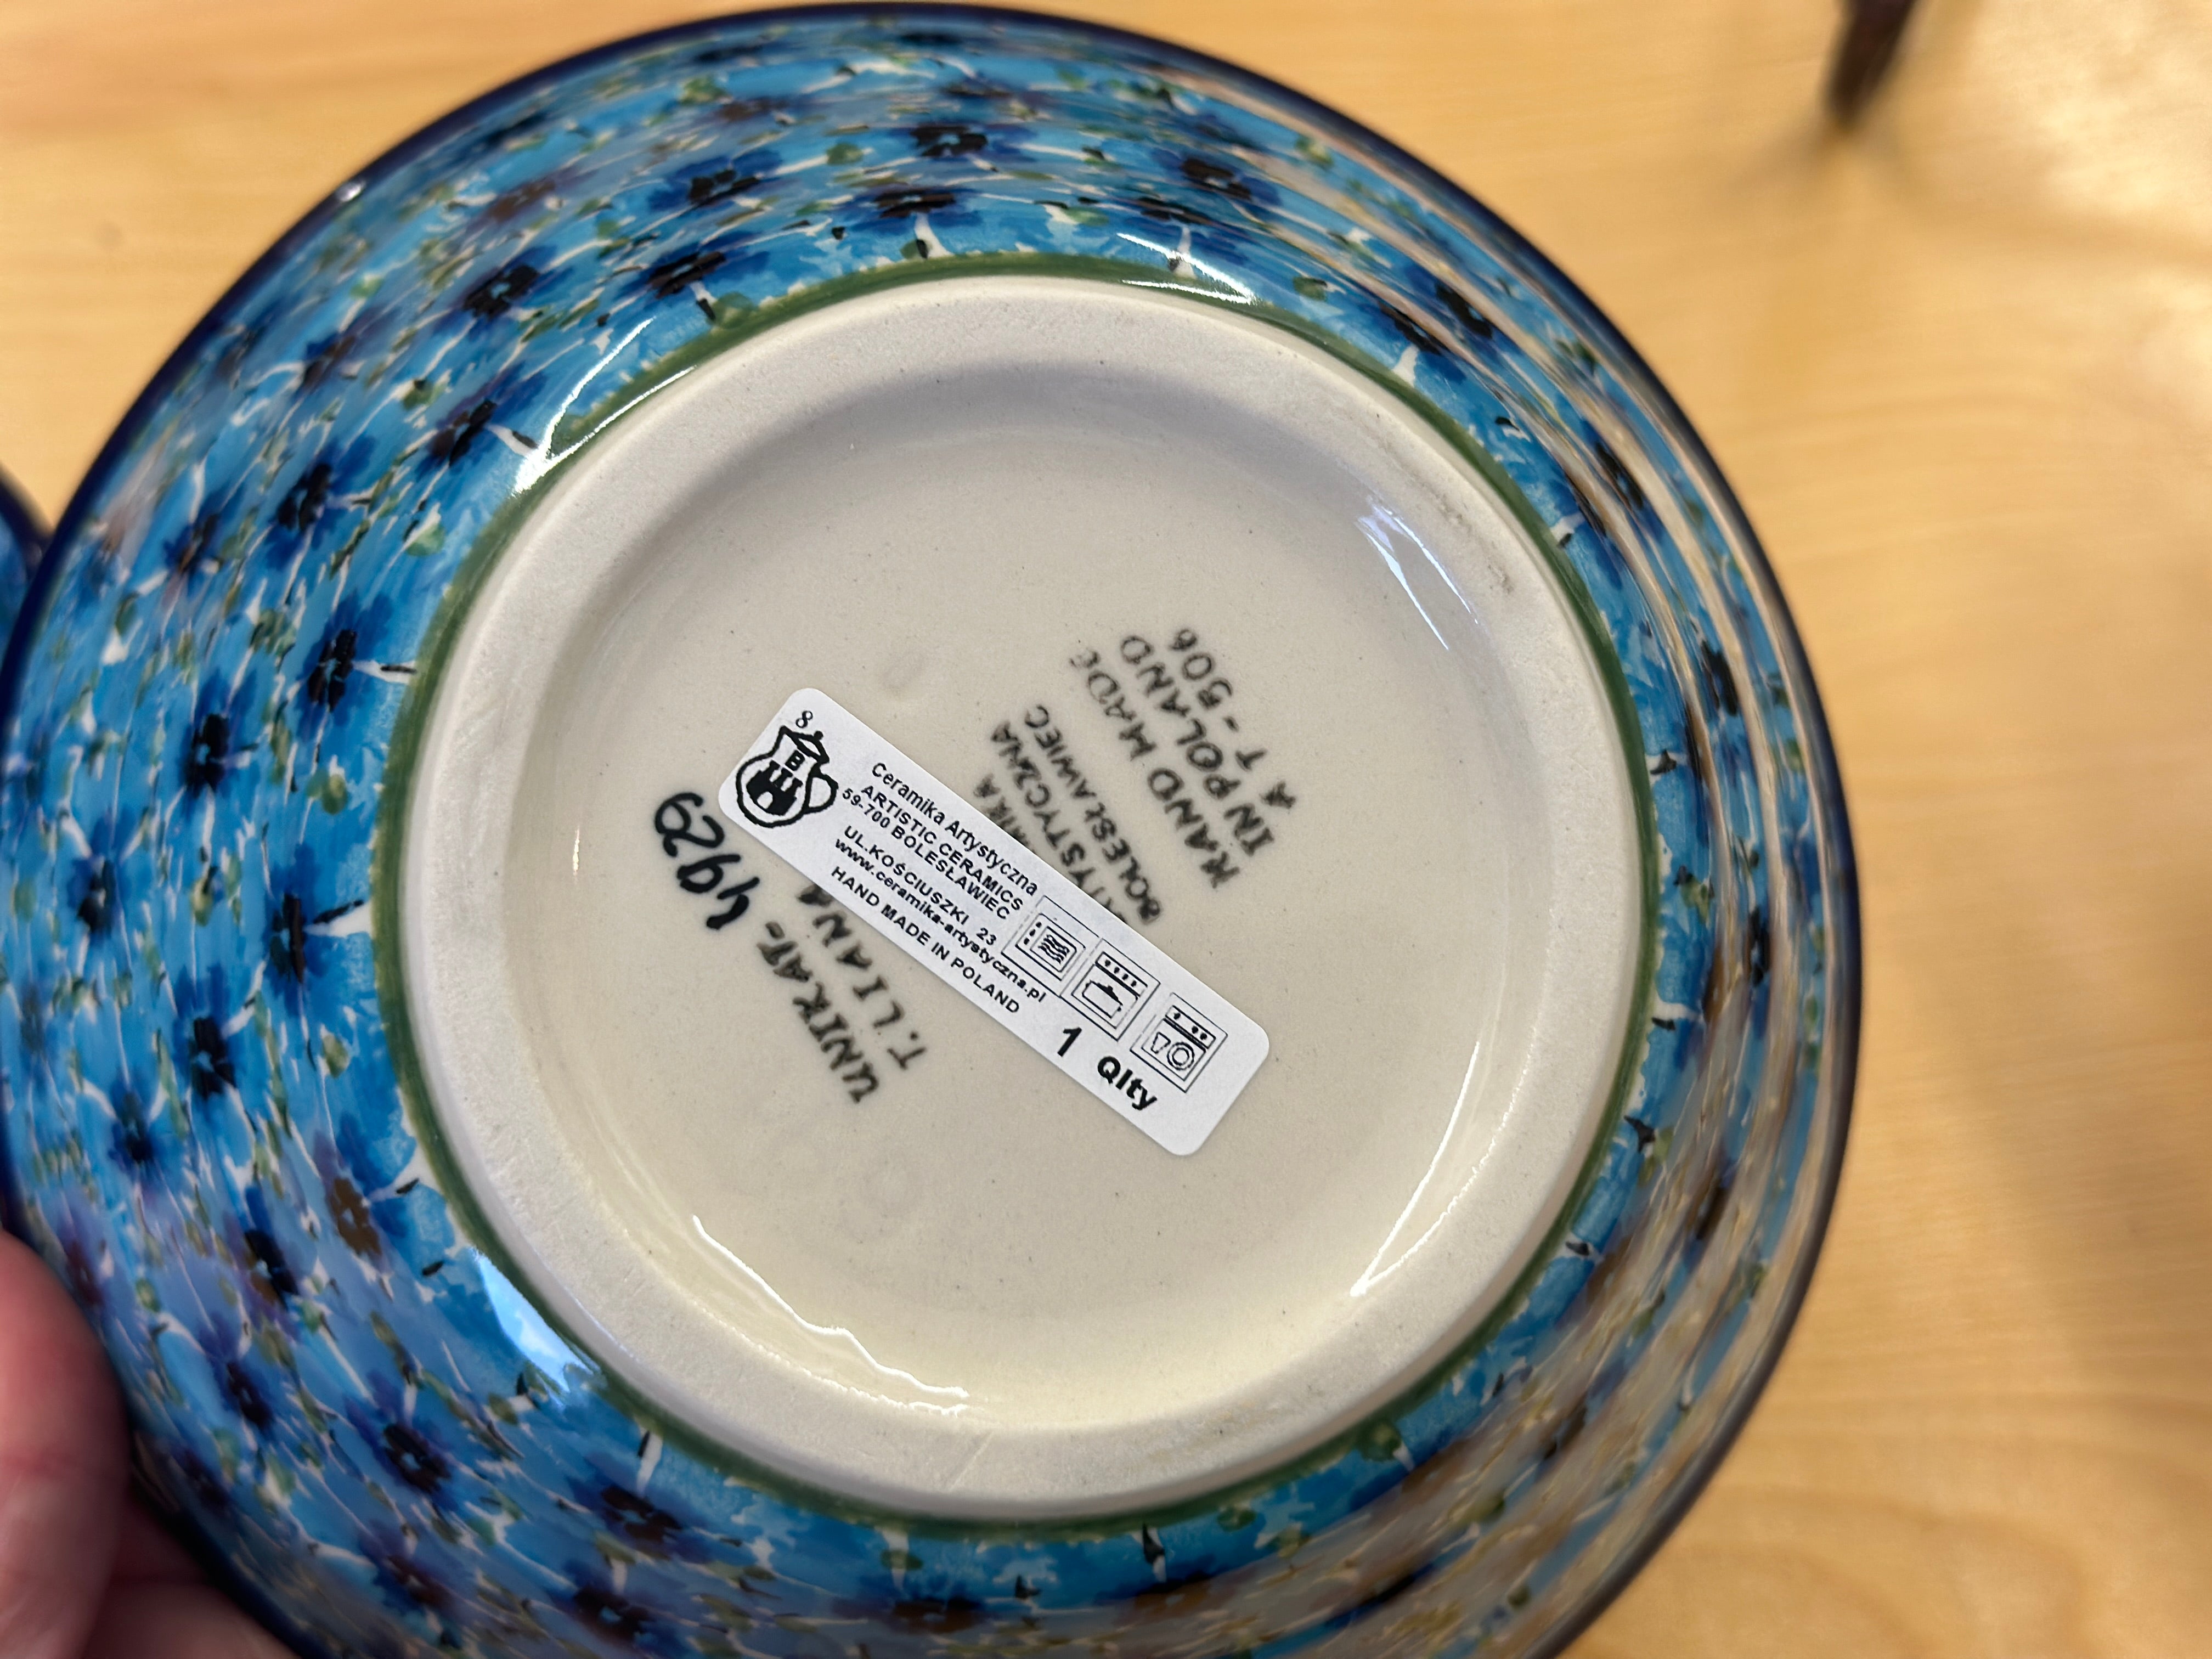 8
B
Ceramika Artystyczna
ARTISTIC CERAMICS
59-700 BOLESŁAWIEC
UL.KOŚCIUSZKI 23
www.ceramika-artystyczna.pl
HAND MADE IN POLAND
1 Qlty
UNIKAT- 4929
T. LIANA
BOLESŁAWIEC
HAND MADE
IN POLAND
A T-506